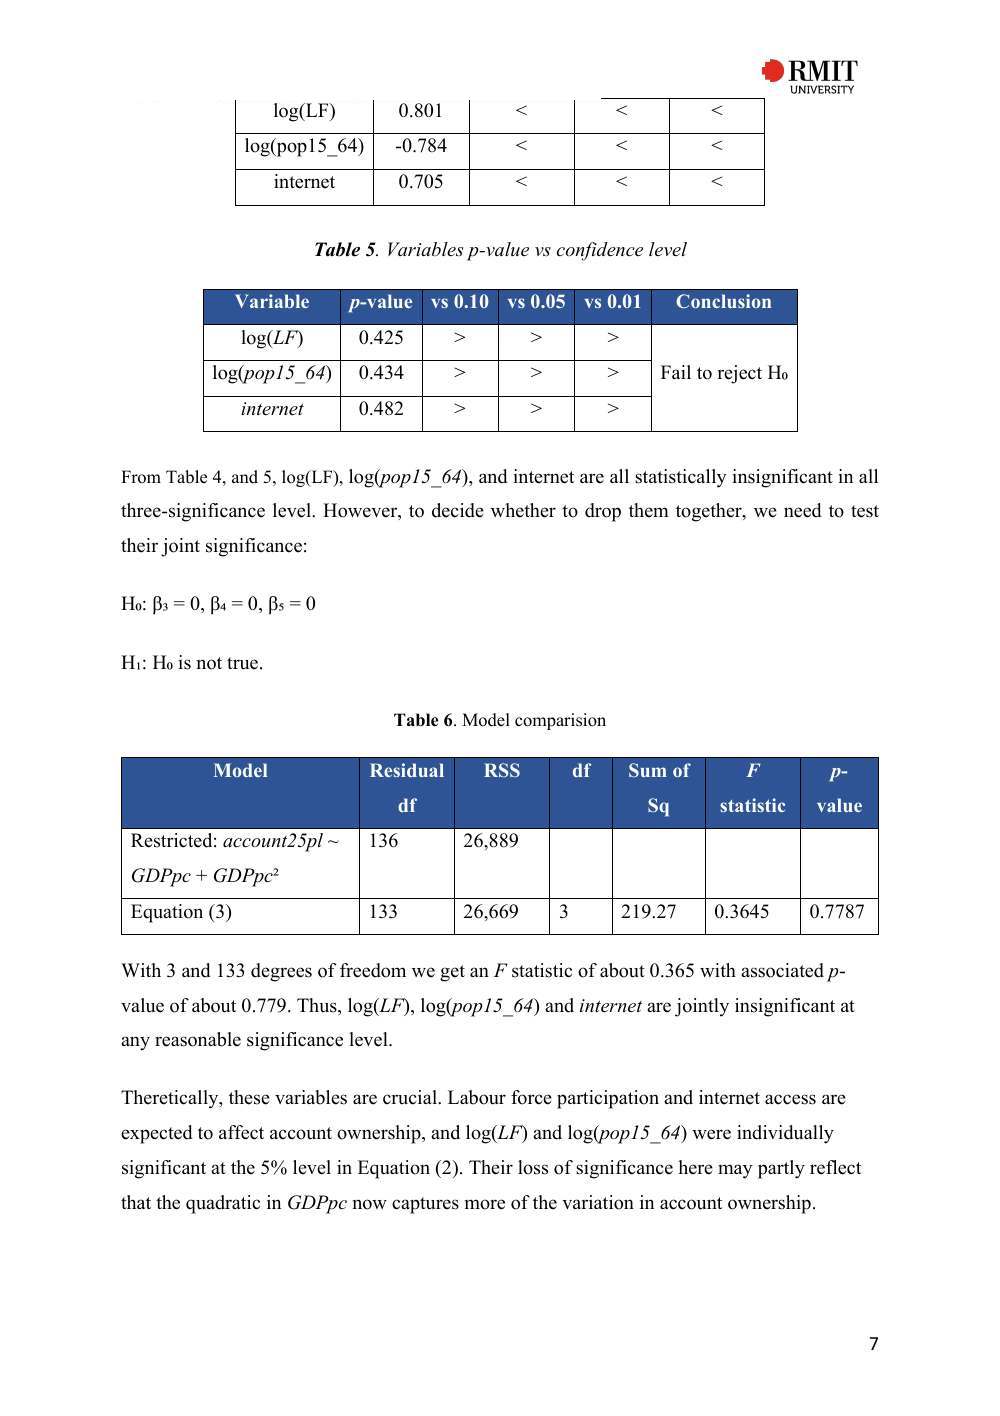 RMIT
UNIVERSITY
log(LF) 0.801 < < <
log(pop15_64) -0.784 < < <
internet 0.705 < < <
Table 5. Variables p-value vs confidence level
Variable p-value vs 0.10 vs 0.05 vs 0.01 Conclusion
log(LF) 0.425 > > >
log(pop15_64) 0.434 > > > Fail to reject H₀
internet 0.482 > > >
From Table 4, and 5, log(LF), log(pop15_64), and internet are all statistically insignificant in all
three-significance level. However, to decide whether to drop them together, we need to test
their joint significance:
H₀: β₃ = 0, β₄ = 0, β₅ = 0
H₁: H₀ is not true.
Table 6. Model comparision
Model Residual RSS df Sum of F p-
df Sq statistic value
Restricted: account25pl ~ 136 26,889
GDPpc + GDPpc²
Equation (3) 133 26,669 3 219.27 0.3645 0.7787
With 3 and 133 degrees of freedom we get an F statistic of about 0.365 with associated p-
value of about 0.779. Thus, log(LF), log(pop15_64) and internet are jointly insignificant at
any reasonable significance level.
Theretically, these variables are crucial. Labour force participation and internet access are
expected to affect account ownership, and log(LF) and log(pop15_64) were individually
significant at the 5% level in Equation (2). Their loss of significance here may partly reflect
that the quadratic in GDPpc now captures more of the variation in account ownership.
7